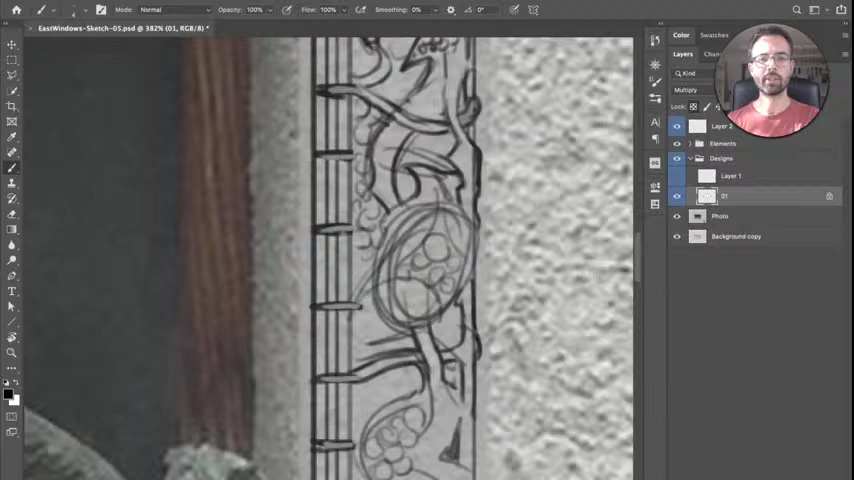 Mode: Normal Opacity: 100% Flow: 100% Smoothing: 0% 0°
EastWindows-Sketch-05.psd @ 382% (01, RGB/8) *
Color Swatches
Layers Chan
Kind
Multiply
Lock:
Layer 2
Elements
Designs
Layer 1
01
Photo
Background copy